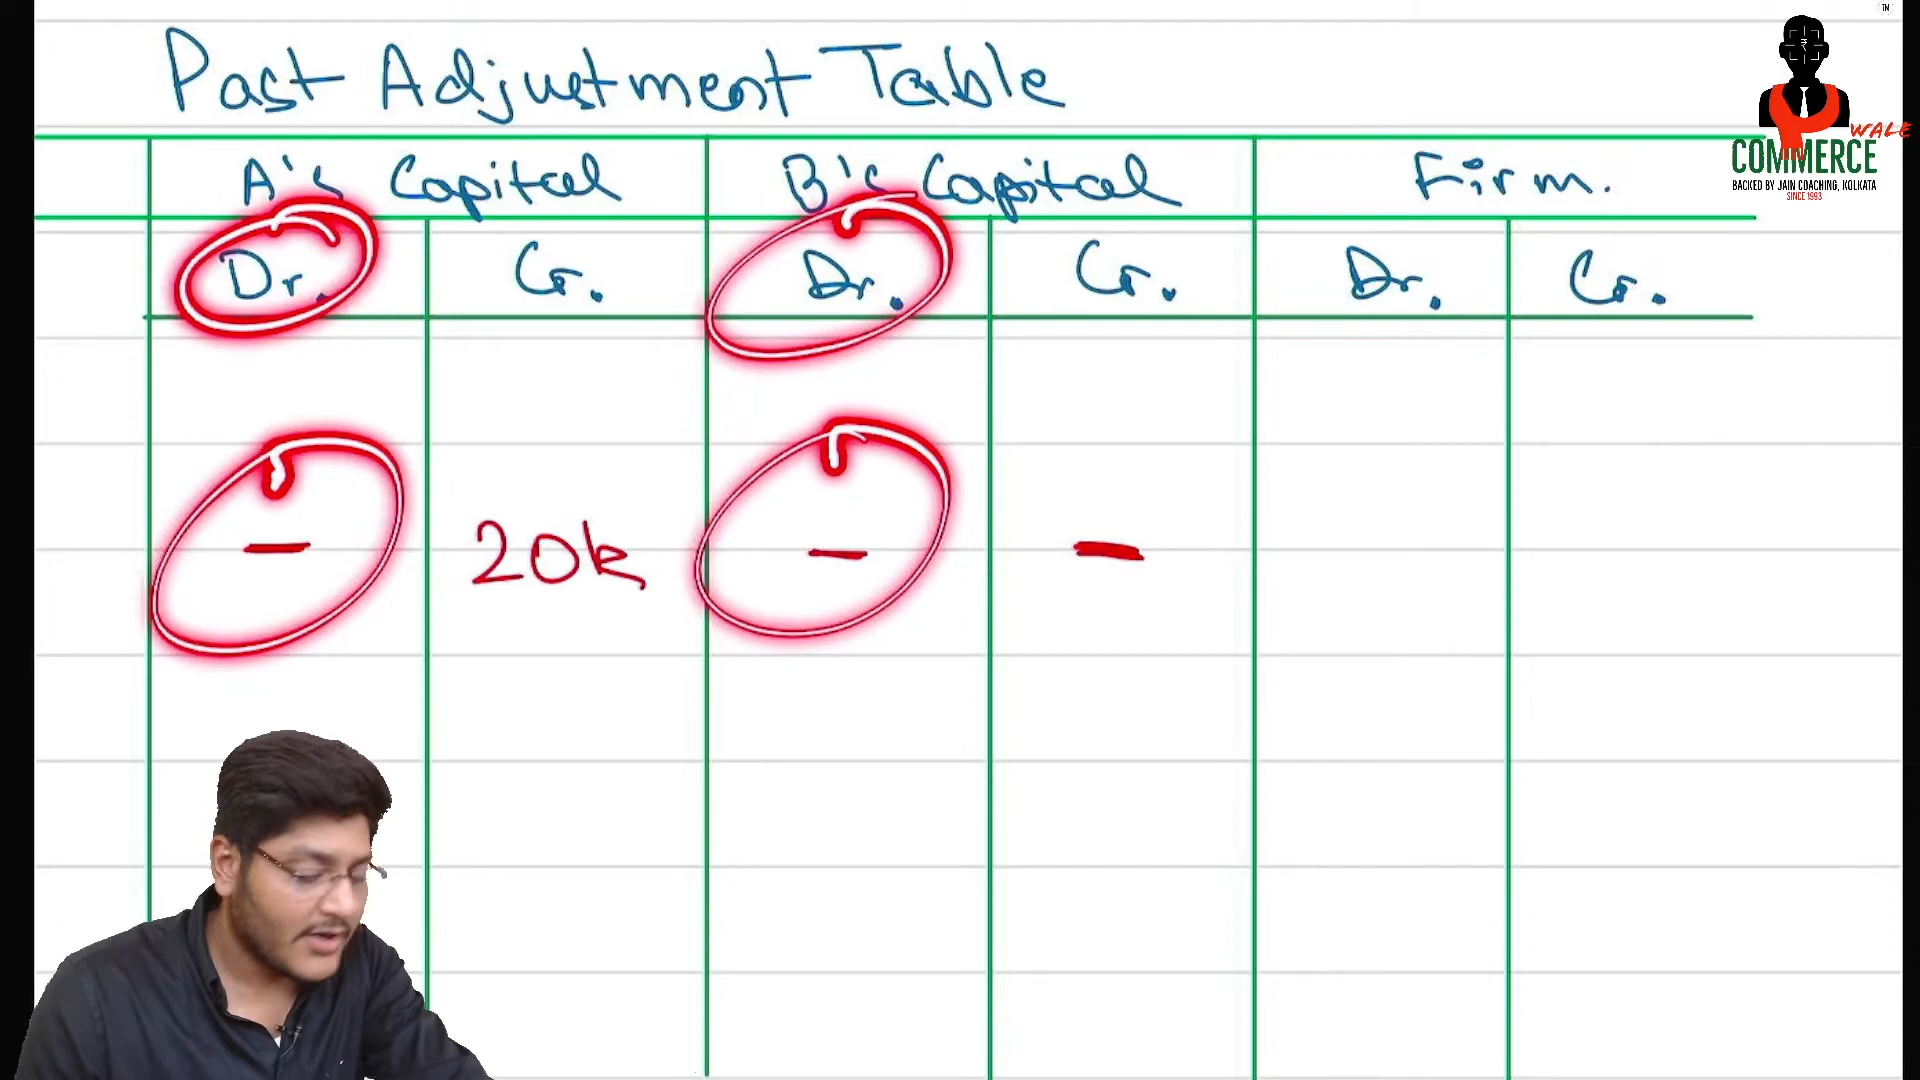 Past Adjustment Table
TM
WALE
COMMERCE
BACKED BY JAIN COACHING, KOLKATA
SINCE 1993
A's Capital B's Capital Firm.
Dr. Cr. Dr. Cr. Dr. Cr.
- 20k - -